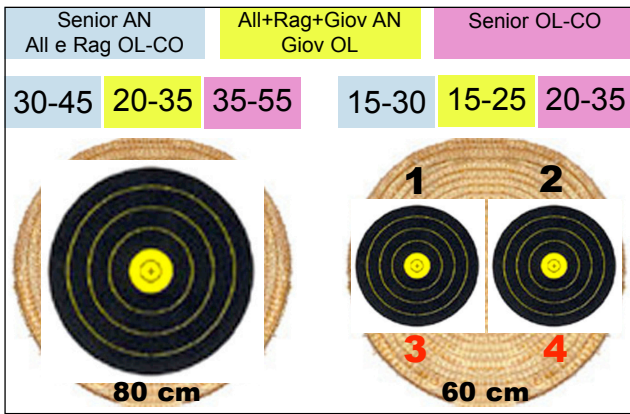 Senior AN
All e Rag OL-CO
All+Rag+Giov AN
Giov OL
Senior OL-CO
30-45 20-35 35-55
15-30 15-25 20-35
1 2
3 4
80 cm
60 cm